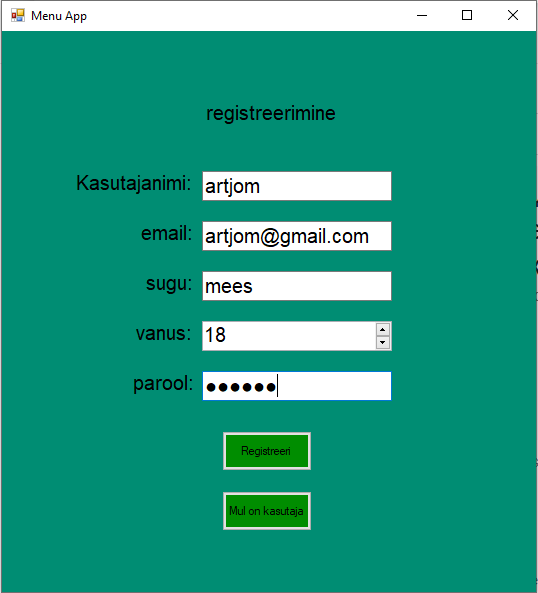 Menu App
registreerimine
Kasutajanimi: artjom
email: artjom@gmail.com
sugu: mees
vanus: 18
parool: ●●●●●●
Registreeri
Mul on kasutaja